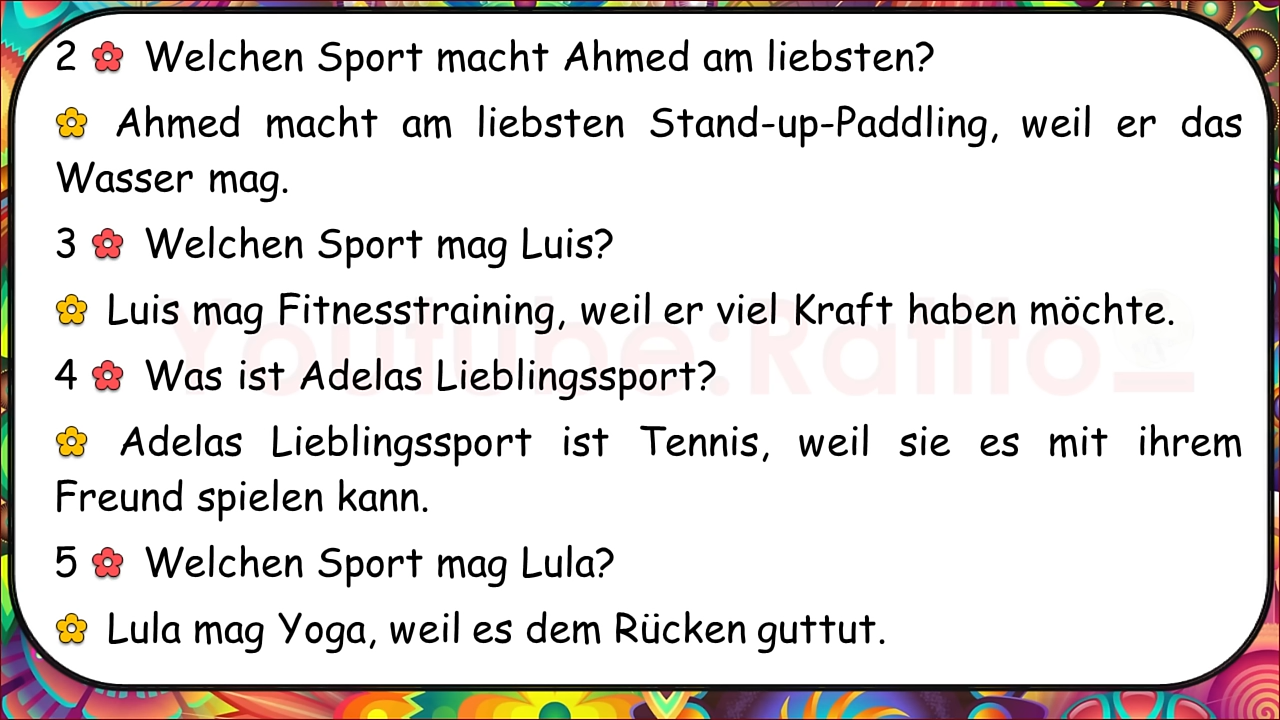 2 Welchen Sport macht Ahmed am liebsten?
Ahmed macht am liebsten Stand-up-Paddling, weil er das
Wasser mag.
3 Welchen Sport mag Luis?
Luis mag Fitnesstraining, weil er viel Kraft haben möchte.
Youtube:Ratito
4 Was ist Adelas Lieblingssport?
Adelas Lieblingssport ist Tennis, weil sie es mit ihrem
Freund spielen kann.
5 Welchen Sport mag Lula?
Lula mag Yoga, weil es dem Rücken guttut.